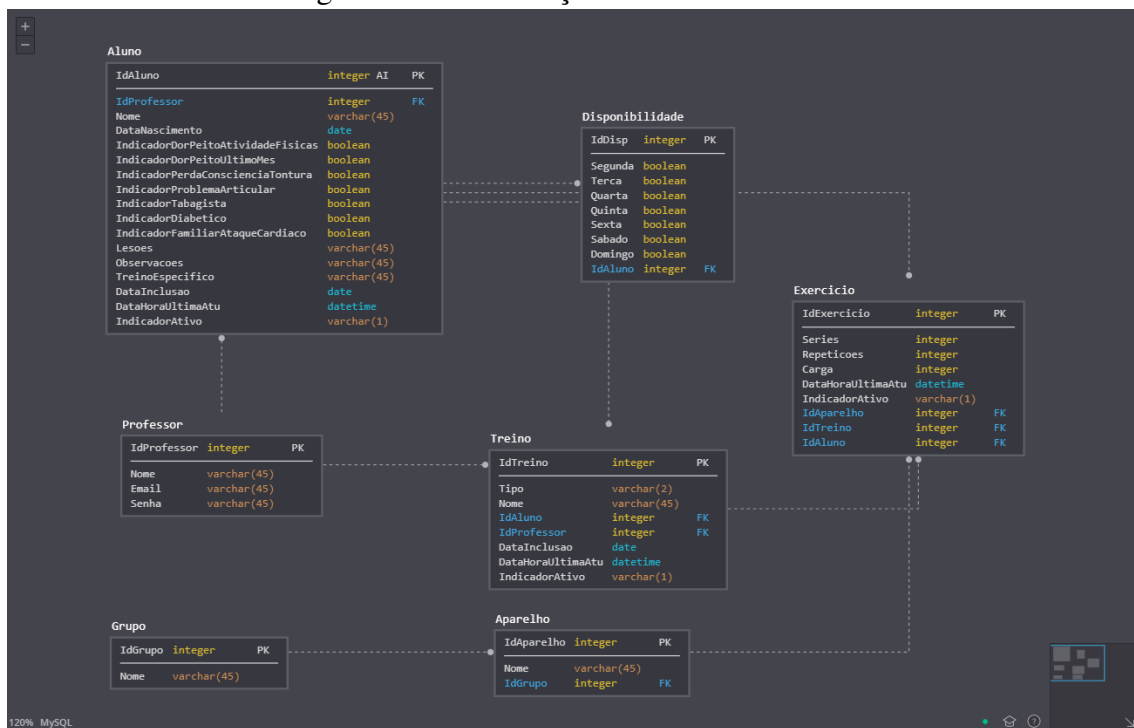 Aluno
IdAluno integer AI PK
IdProfessor integer FK
Nome varchar(45)
DataNascimento date
IndicadorDorPeitoAtividadeFisicas boolean
IndicadorDorPeitoUltimoMes boolean
IndicadorPerdaConscienciaTontura boolean
IndicadorProblemaArticular boolean
IndicadorTabagista boolean
IndicadorDiabetico boolean
IndicadorFamiliarAtaqueCardiaco boolean
Lesoes varchar(45)
Observacoes varchar(45)
TreinoEspecifico varchar(45)
DataInclusao date
DataHoraUltimaAtu datetime
IndicadorAtivo varchar(1)
Disponibilidade
IdDisp integer PK
Segunda boolean
Terca boolean
Quarta boolean
Quinta boolean
Sexta boolean
Sabado boolean
Domingo boolean
IdAluno integer FK
Exercicio
IdExercicio integer PK
Series integer
Repeticoes integer
Carga integer
DataHoraUltimaAtu datetime
IndicadorAtivo varchar(1)
IdAparelho integer FK
IdTreino integer FK
IdAluno integer FK
Professor
IdProfessor integer PK
Nome varchar(45)
Email varchar(45)
Senha varchar(45)
Treino
IdTreino integer PK
Tipo varchar(2)
Nome varchar(45)
IdAluno integer FK
IdProfessor integer FK
DataInclusao date
DataHoraUltimaAtu datetime
IndicadorAtivo varchar(1)
Grupo
IdGrupo integer PK
Nome varchar(45)
Aparelho
IdAparelho integer PK
Nome varchar(45)
IdGrupo integer FK
120% MySQL